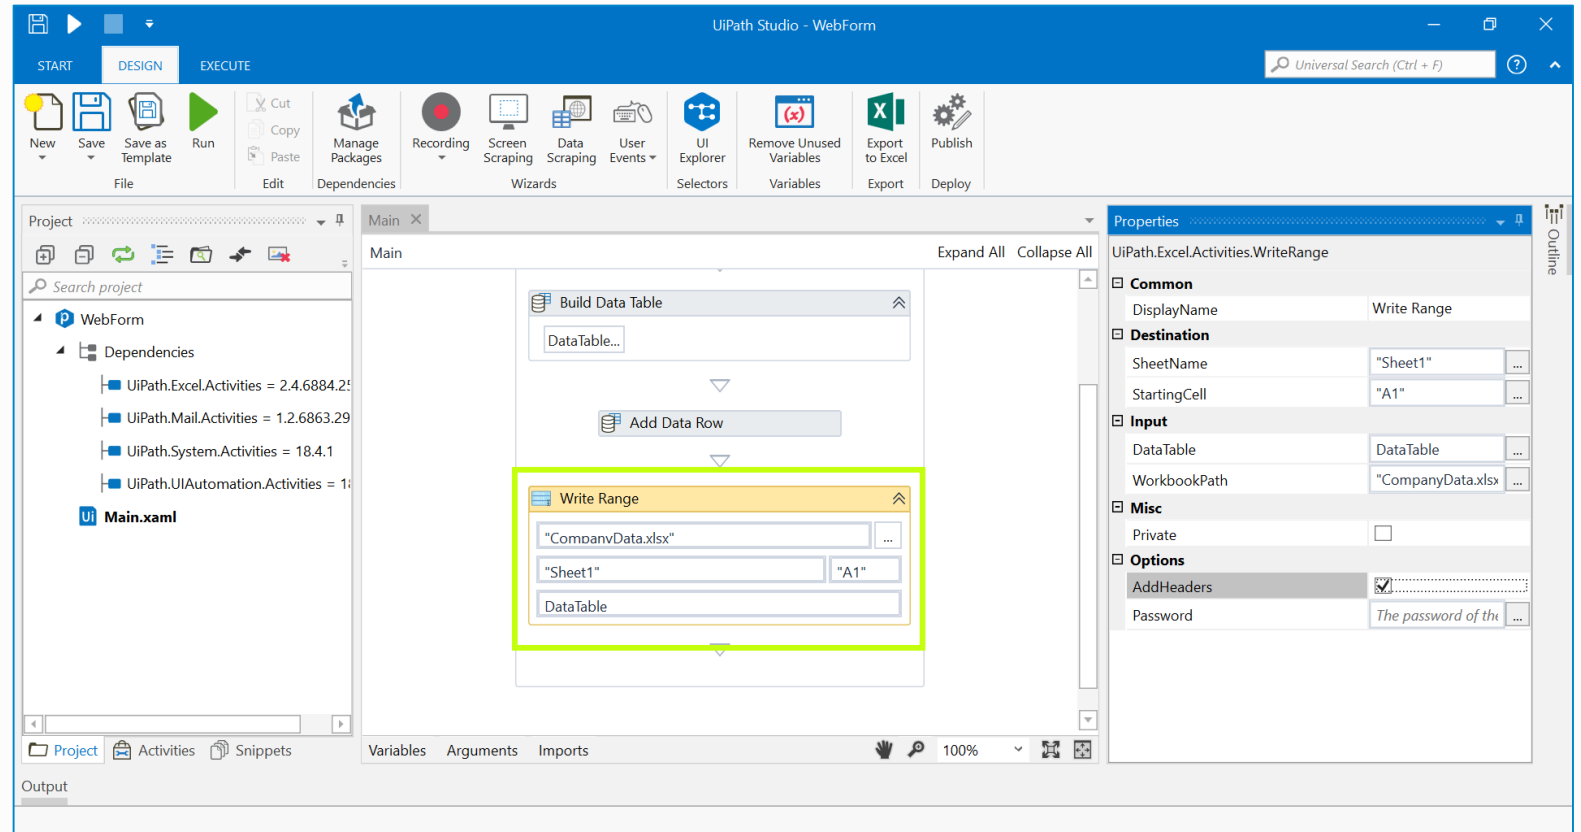 UiPath Studio - WebForm
START DESIGN EXECUTE
Universal Search (Ctrl + F)
New
Save
Save as Template
Run
Cut
Copy
Paste
Manage Packages
Recording
Screen Scraping
Data Scraping
User Events
UI Explorer
Remove Unused Variables
Export to Excel
Publish
File
Edit
Dependencies
Wizards
Selectors
Variables
Export
Deploy
Project
Search project
WebForm
Dependencies
UiPath.Excel.Activities = 2.4.6884.25
UiPath.Mail.Activities = 1.2.6863.29
UiPath.System.Activities = 18.4.1
UiPath.UIAutomation.Activities = 18
Ui Main.xaml
Project Activities Snippets
Output
Main
Main
Expand All Collapse All
Build Data Table
DataTable...
Add Data Row
Write Range
"CompanyData.xlsx" ...
"Sheet1" "A1"
DataTable
Variables Arguments Imports
100%
Properties
UiPath.Excel.Activities.WriteRange
Common
DisplayName Write Range
Destination
SheetName "Sheet1" ...
StartingCell "A1" ...
Input
DataTable DataTable ...
WorkbookPath "CompanyData.xlsx ...
Misc
Private
Options
AddHeaders
Password The password of the ...
Outline